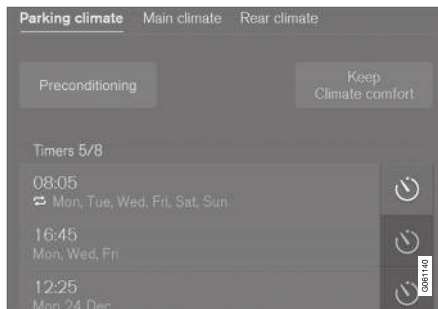 Parking climate Main climate Rear climate
Preconditioning
Keep
Climate comfort
Timers 5/8
08:05
Mon, Tue, Wed, Fri, Sat, Sun
16:45
Mon, Wed, Fri
12:25
Mon 24 Dec
G061140